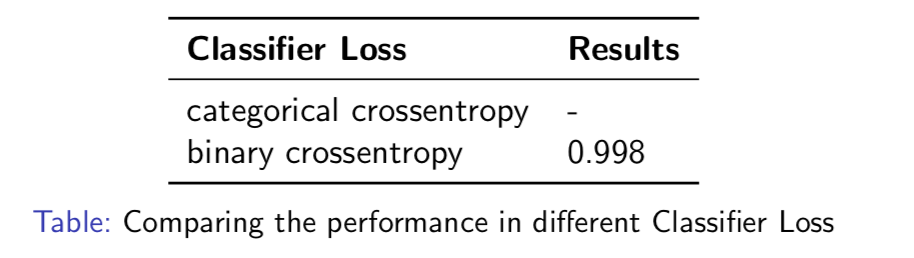 Classifier Loss Results
categorical crossentropy -
binary crossentropy 0.998
Table: Comparing the performance in different Classifier Loss